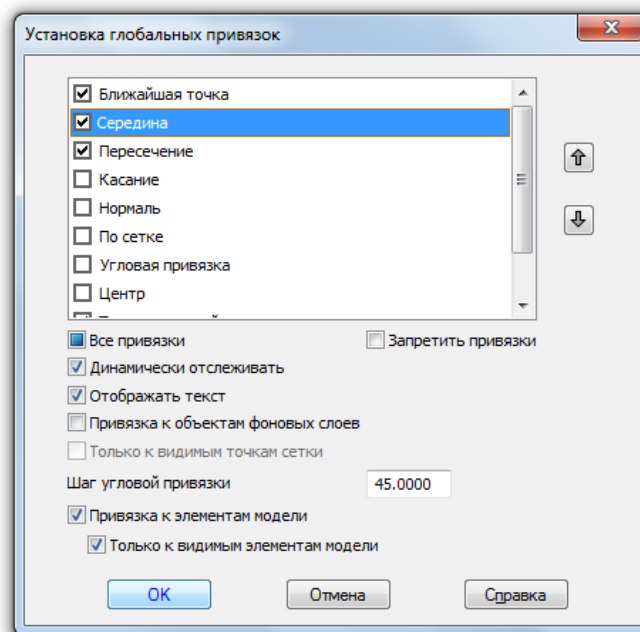 Установка глобальных привязок
Ближайшая точка
Середина
Пересечение
Касание
Нормаль
По сетке
Угловая привязка
Центр
Все привязки Запретить привязки
Динамически отслеживать
Отображать текст
Привязка к объектам фоновых слоев
Только к видимым точкам сетки
Шаг угловой привязки 45.0000
Привязка к элементам модели
Только к видимым элементам модели
OK Отмена Справка